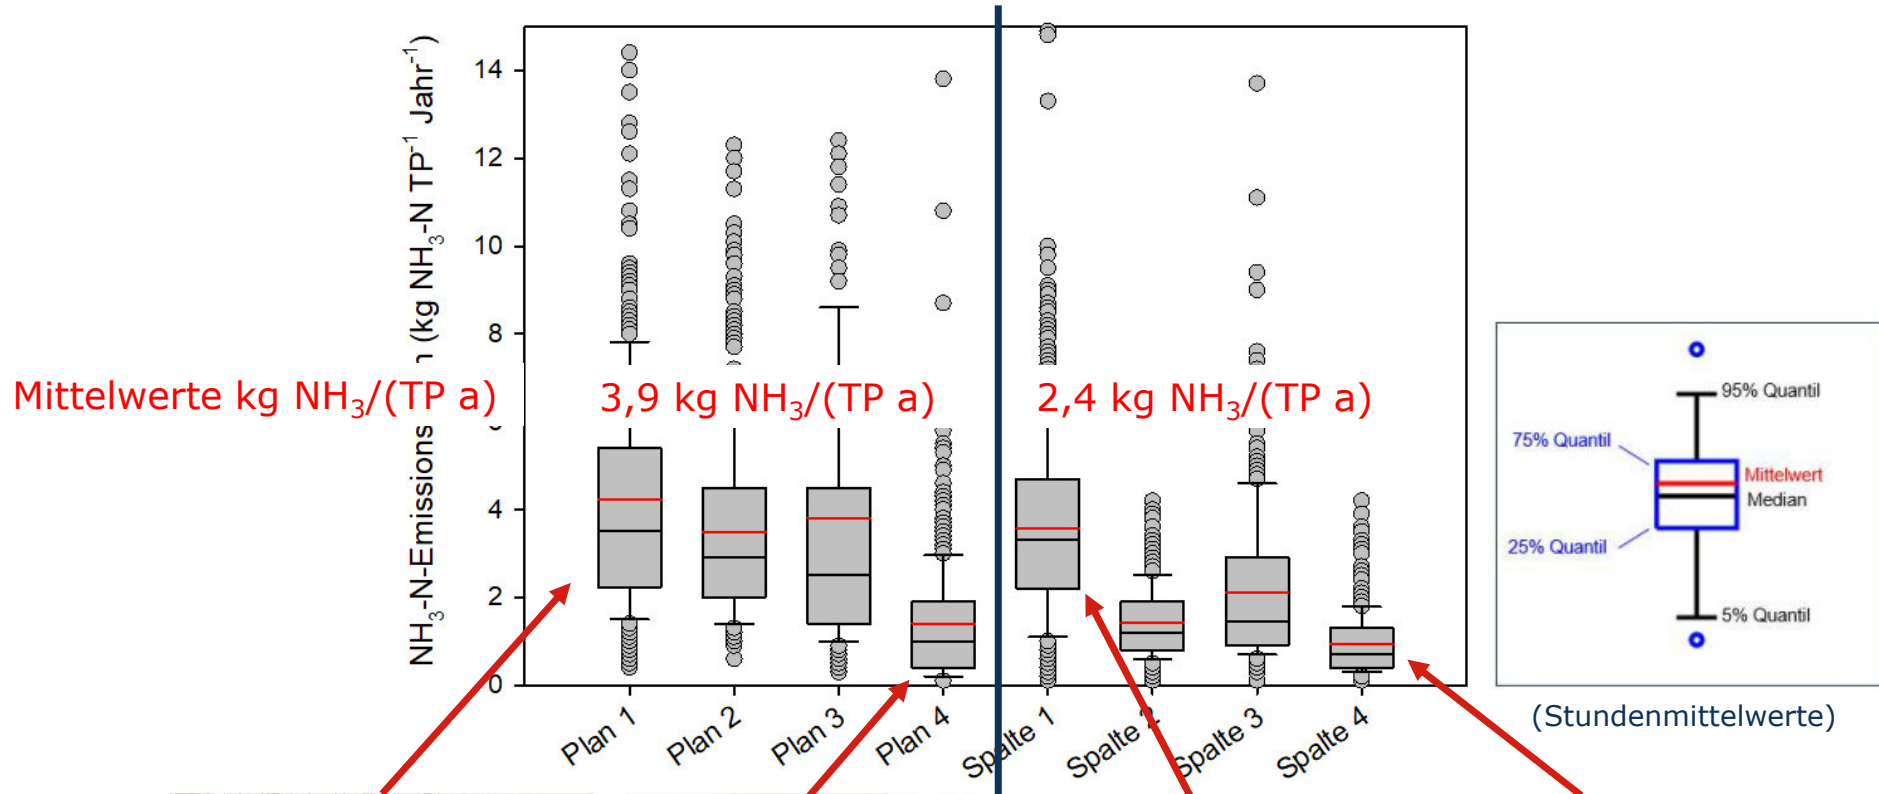 NH₃-N-Emissions n (kg NH₃-N TP⁻¹ Jahr⁻¹)
14
12
10
8
6
4
2
0
Mittelwerte kg NH₃/(TP a)
3,9 kg NH₃/(TP a)
2,4 kg NH₃/(TP a)
Plan 1
Plan 2
Plan 3
Plan 4
Spalte 1
Spalte 2
Spalte 3
Spalte 4
95% Quantil
75% Quantil
Mittelwert
Median
25% Quantil
5% Quantil
(Stundenmittelwerte)